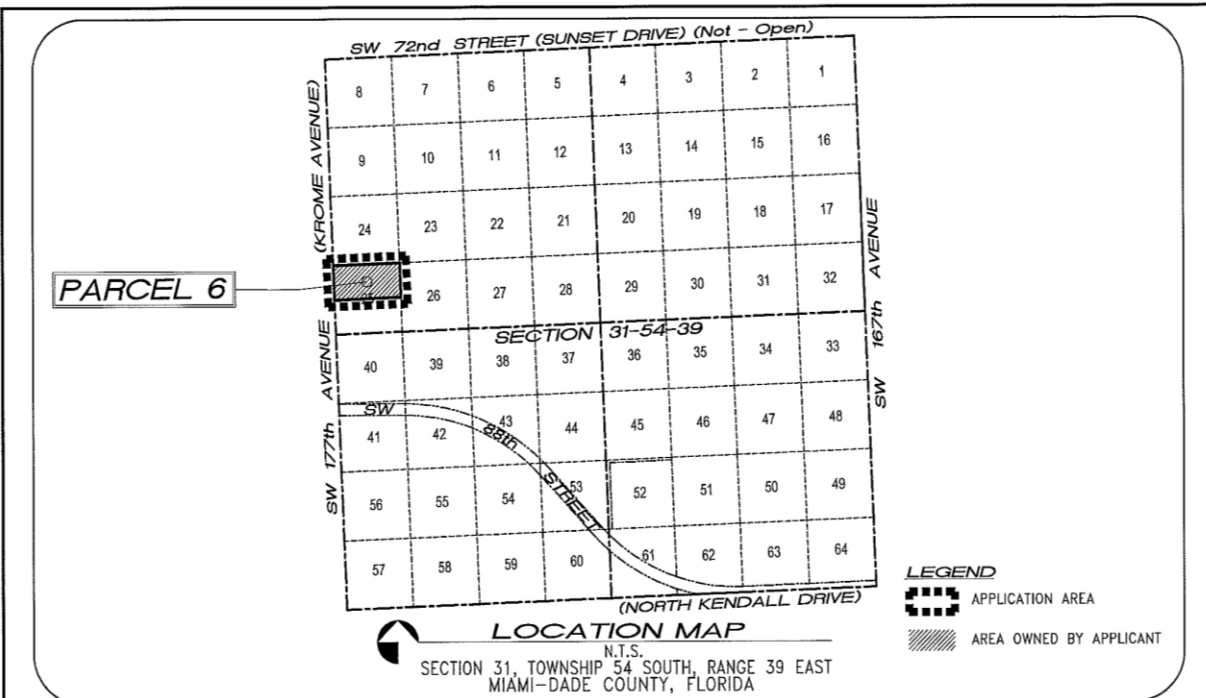 SW 72nd STREET (SUNSET DRIVE) (Not - Open)
8 7 6 5 4 3 2 1
9 10 11 12 13 14 15 16
24 23 22 21 20 19 18 17
26 27 28 29 30 31 32
PARCEL 6
SECTION 31-54-39
40 39 38 37 36 35 34 33
41 42 43 44 45 46 47 48
56 55 54 53 52 51 50 49
57 58 59 60 61 62 63 64
SW 177th AVENUE (KROME AVENUE)
SW 88th STREET
SW 167th AVENUE
(NORTH KENDALL DRIVE)
LEGEND
APPLICATION AREA
AREA OWNED BY APPLICANT
LOCATION MAP
N.T.S.
SECTION 31, TOWNSHIP 54 SOUTH, RANGE 39 EAST
MIAMI-DADE COUNTY, FLORIDA